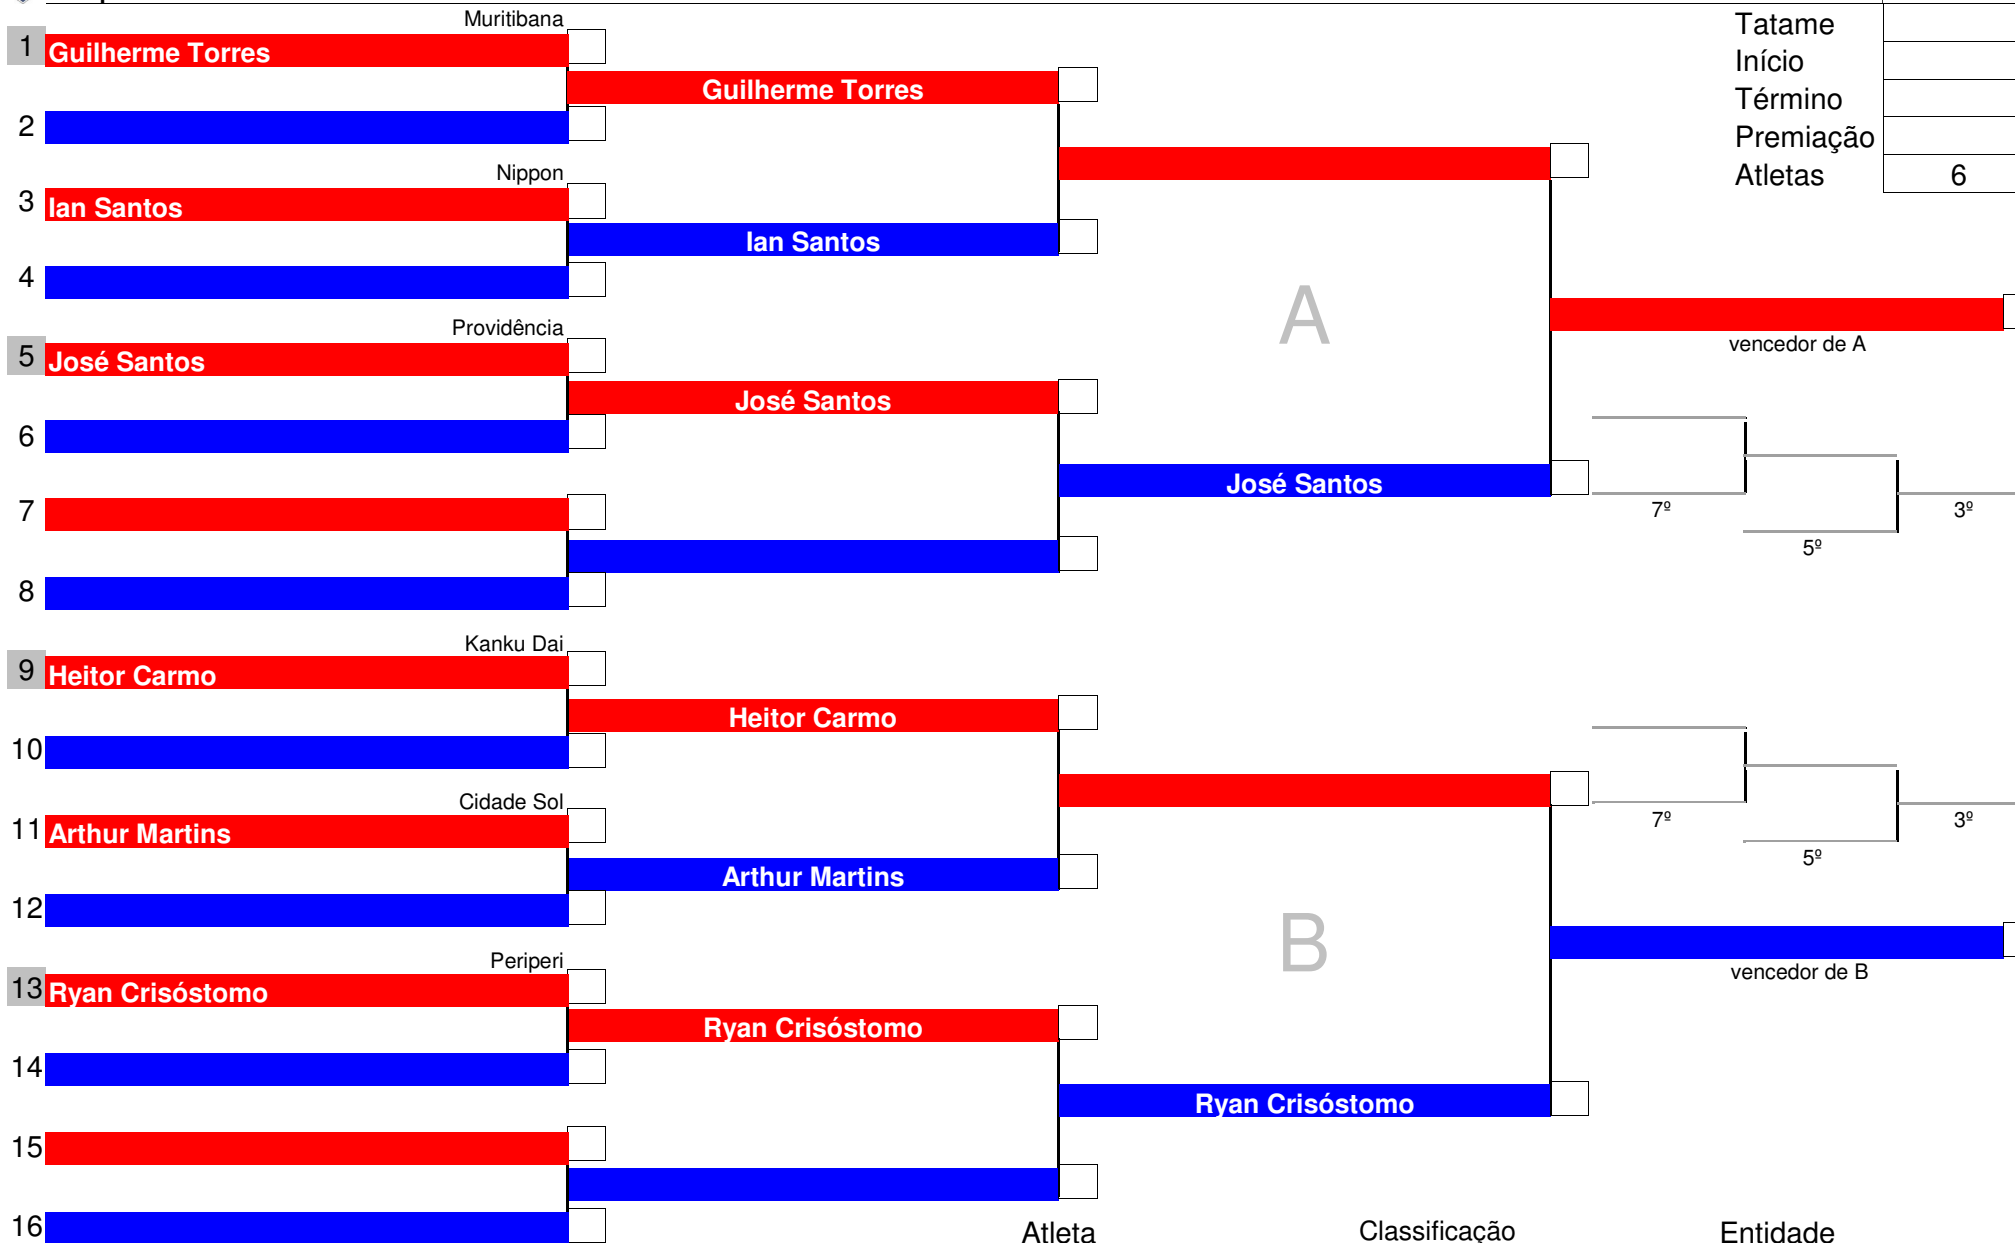 Muritibana
Tatame
1 Guilherme Torres
Início
Guilherme Torres
Término
2
Premiação
Nippon
Atletas 6
3 Ian Santos
Ian Santos
4
A
Providência
vencedor de A
5 José Santos
José Santos
6
José Santos
7
7º 3º
5º
8
Kanku Dai
9 Heitor Carmo
Heitor Carmo
10
Cidade Sol
7º 3º
11 Arthur Martins
5º
Arthur Martins
12
B
Periperi
vencedor de B
13 Ryan Crisóstomo
Ryan Crisóstomo
14
Ryan Crisóstomo
15
16
Atleta Classificação Entidade